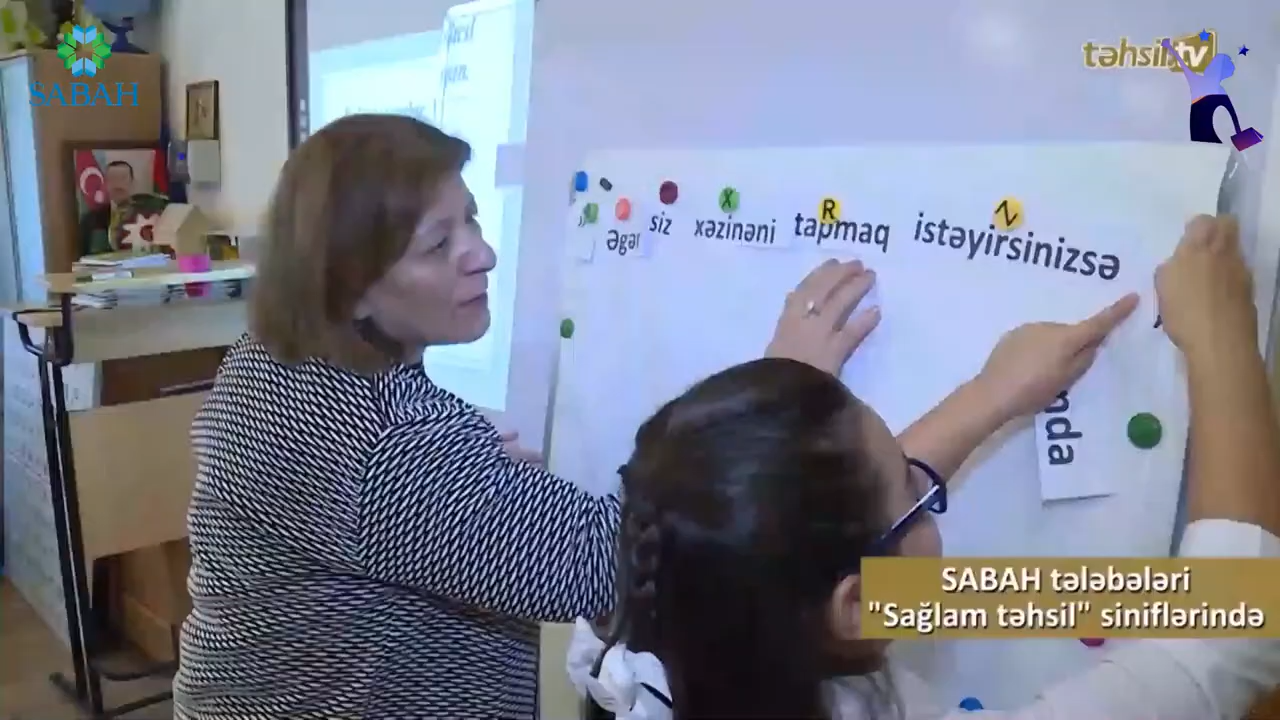 SABAH
təhsil.tv
Əgər siz xəzinəni tapmaq istəyirsinizsə
X R N
nda
SABAH tələbələri
"Sağlam təhsil" siniflərində